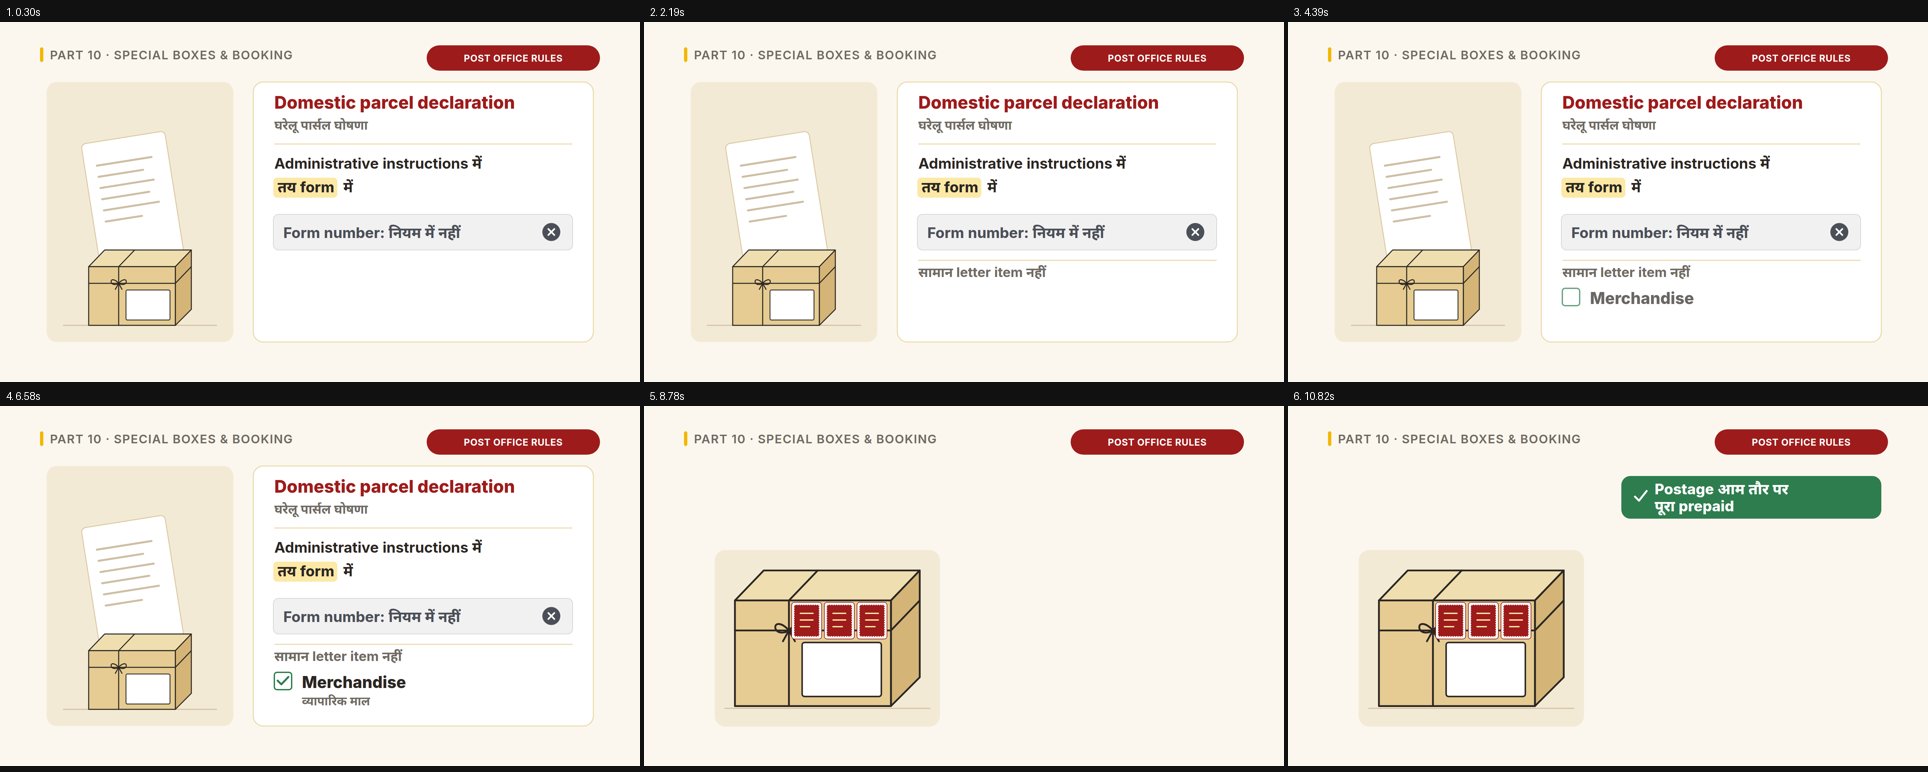 1. 0.30s
PART 10 · SPECIAL BOXES & BOOKING
POST OFFICE RULES
Domestic parcel declaration
घरेलू पार्सल घोषणा
Administrative instructions में
तय form में
Form number: नियम में नहीं
2. 2.19s
PART 10 · SPECIAL BOXES & BOOKING
POST OFFICE RULES
Domestic parcel declaration
घरेलू पार्सल घोषणा
Administrative instructions में
तय form में
Form number: नियम में नहीं
सामान letter item नहीं
3. 4.39s
PART 10 · SPECIAL BOXES & BOOKING
POST OFFICE RULES
Domestic parcel declaration
घरेलू पार्सल घोषणा
Administrative instructions में
तय form में
Form number: नियम में नहीं
सामान letter item नहीं
Merchandise
4. 6.58s
PART 10 · SPECIAL BOXES & BOOKING
POST OFFICE RULES
Domestic parcel declaration
घरेलू पार्सल घोषणा
Administrative instructions में
तय form में
Form number: नियम में नहीं
सामान letter item नहीं
Merchandise
व्यापारिक माल
5. 8.78s
PART 10 · SPECIAL BOXES & BOOKING
POST OFFICE RULES
6. 10.82s
PART 10 · SPECIAL BOXES & BOOKING
POST OFFICE RULES
Postage आम तौर पर
पूरा prepaid